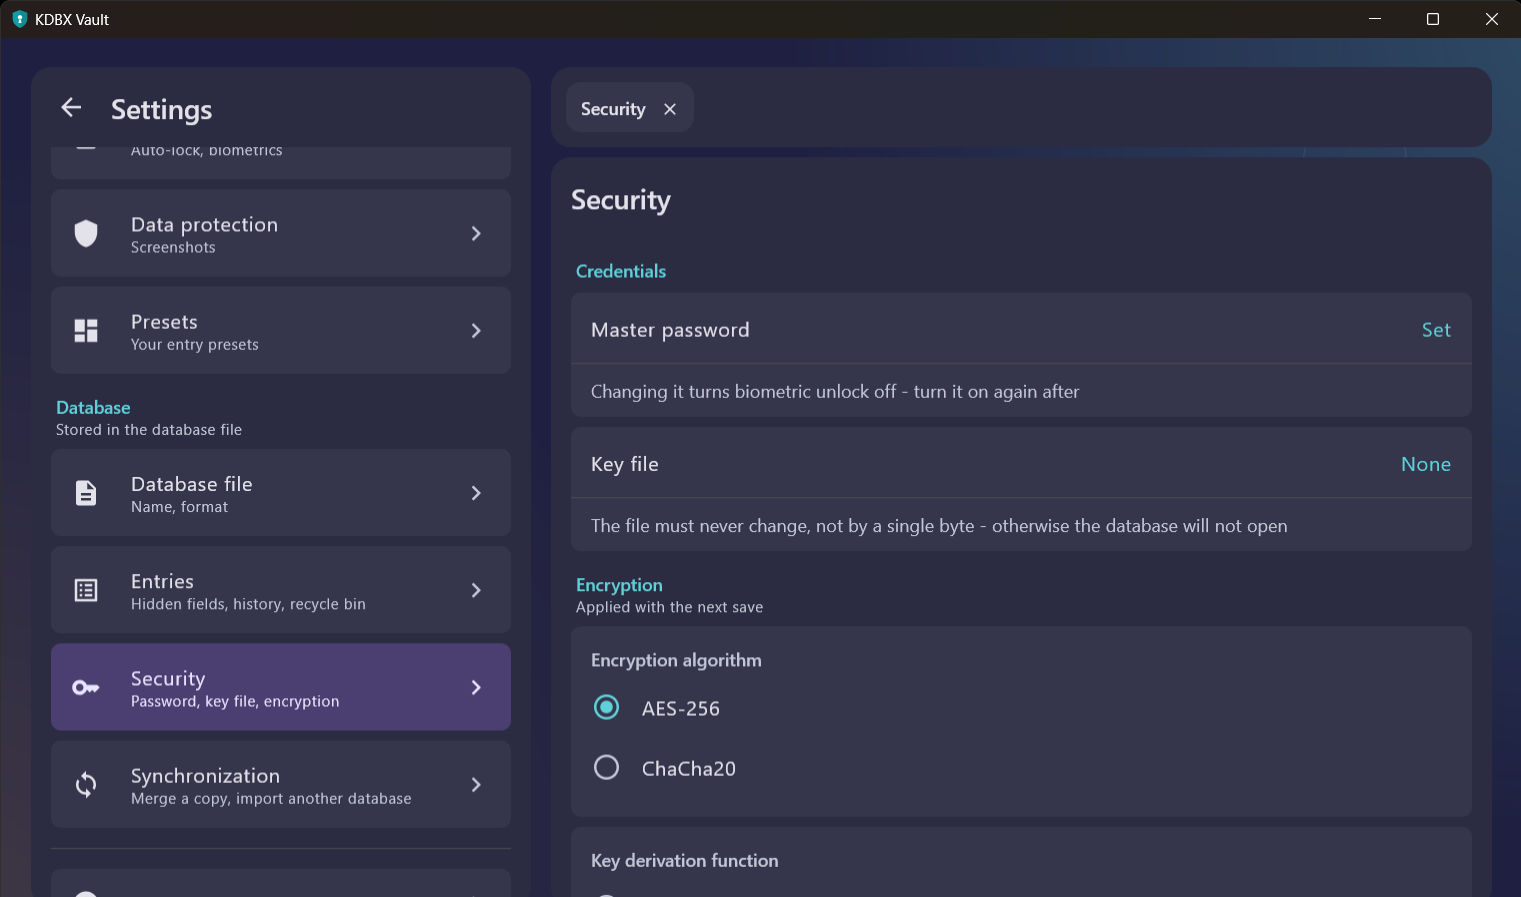 KDBX Vault
Settings
Auto-lock, biometrics
Data protection
Screenshots
Presets
Your entry presets
Database
Stored in the database file
Database file
Name, format
Entries
Hidden fields, history, recycle bin
Security
Password, key file, encryption
Synchronization
Merge a copy, import another database
Security
Security
Credentials
Master password
Set
Changing it turns biometric unlock off - turn it on again after
Key file
None
The file must never change, not by a single byte - otherwise the database will not open
Encryption
Applied with the next save
Encryption algorithm
AES-256
ChaCha20
Key derivation function